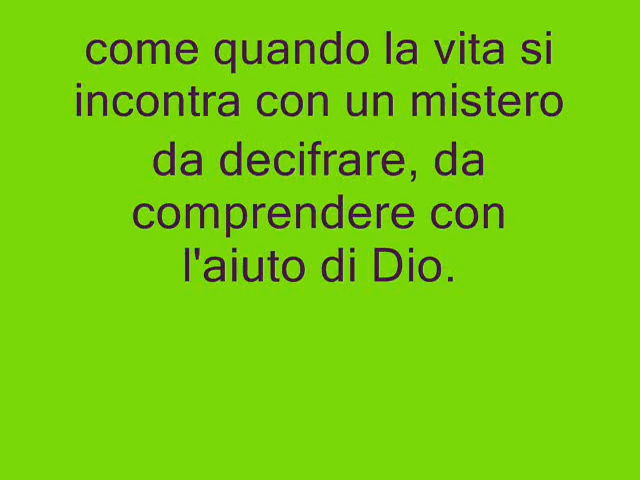 come quando la vita si
incontra con un mistero
da decifrare, da
comprendere con
l'aiuto di Dio.